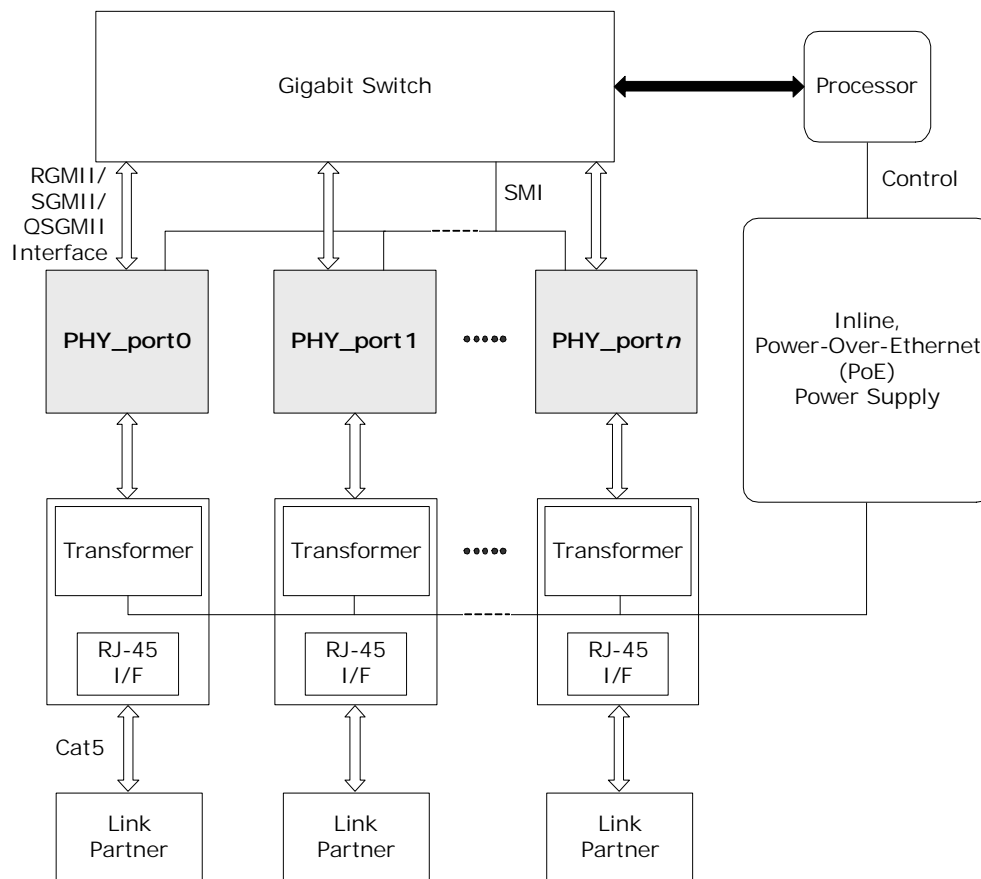 Gigabit Switch
Processor
RGMII/
SGMII/
QSGMII
Interface
SMI
Control
PHY_port0
PHY_port1
PHY_portn
Inline,
Power-Over-Ethernet
(PoE)
Power Supply
Transformer
Transformer
Transformer
RJ-45
I/F
RJ-45
I/F
RJ-45
I/F
Cat5
Link
Partner
Link
Partner
Link
Partner